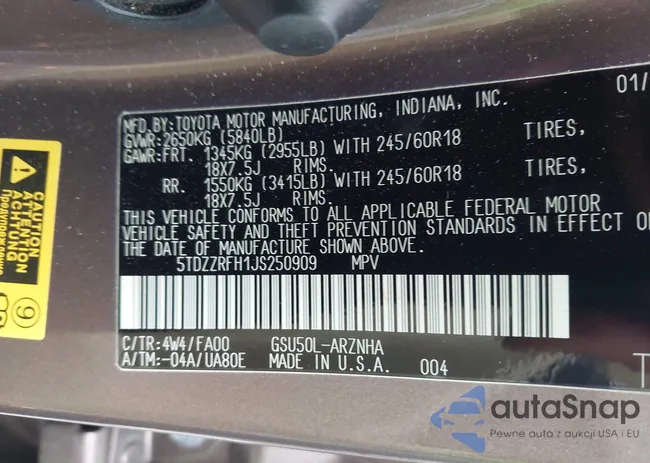 MFD.BY: TOYOTA MOTOR MANUFACTURING, INDIANA, INC. 01/
GVWR: 2650KG (5840LB)
GAWR: FRT. 1345KG (2955LB) WITH 245/60R18 TIRES,
18X7.5J RIMS.
RR. 1550KG (3415LB) WITH 245/60R18 TIRES,
18X7.5J RIMS.
THIS VEHICLE CONFORMS TO ALL APPLICABLE FEDERAL MOTOR
VEHICLE SAFETY AND THEFT PREVENTION STANDARDS IN EFFECT O
THE DATE OF MANUFACTURE SHOWN ABOVE.
5TDZZRFH1JS250909 MPV
C/TR: 4W4/FA00 GSU50L-ARZNHA
A/TM:-04A/UA80E MADE IN U.S.A. 004
T
CAUTION
ATTENTION
ACHTUNG
9
autaSnap
Pewne auta z aukcji USA i EU